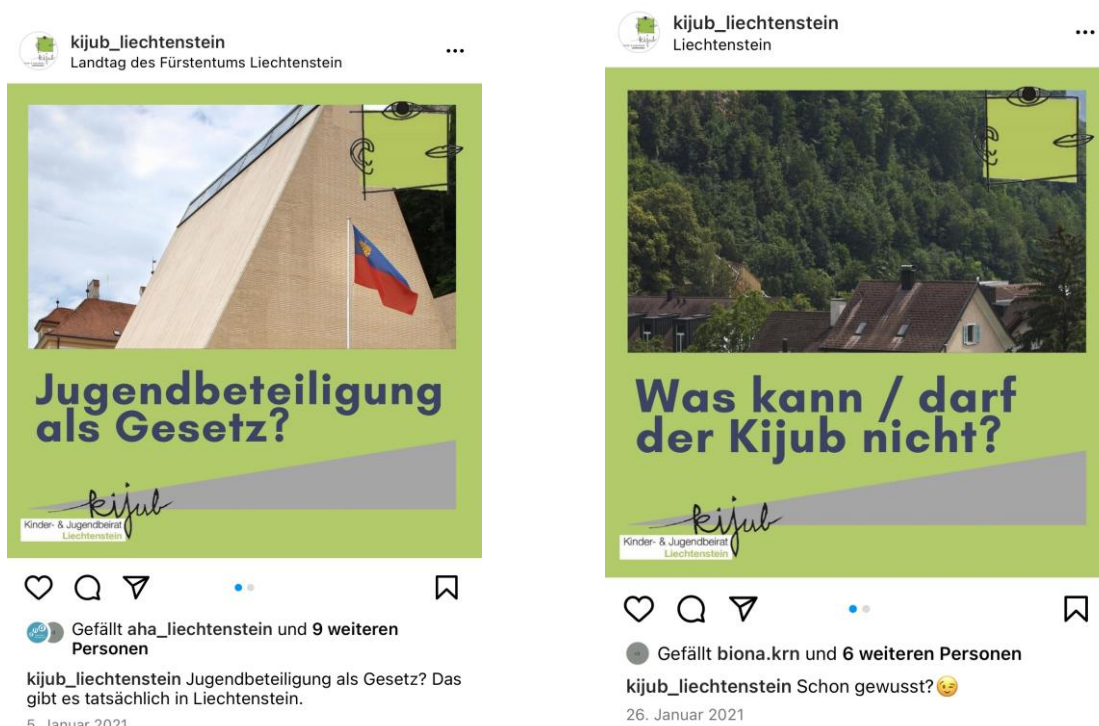 kijub_liechtenstein
Landtag des Fürstentums Liechtenstein
Jugendbeteiligung
als Gesetz?
kijub
Kinder- & Jugendbeirat
Liechtenstein
Gefällt aha_liechtenstein und 9 weiteren
Personen
kijub_liechtenstein Jugendbeteiligung als Gesetz? Das
gibt es tatsächlich in Liechtenstein.
5. Januar 2021
kijub_liechtenstein
Liechtenstein
Was kann / darf
der Kijub nicht?
kijub
Kinder- & Jugendbeirat
Liechtenstein
Gefällt biona.krn und 6 weiteren Personen
kijub_liechtenstein Schon gewusst?😉
26. Januar 2021